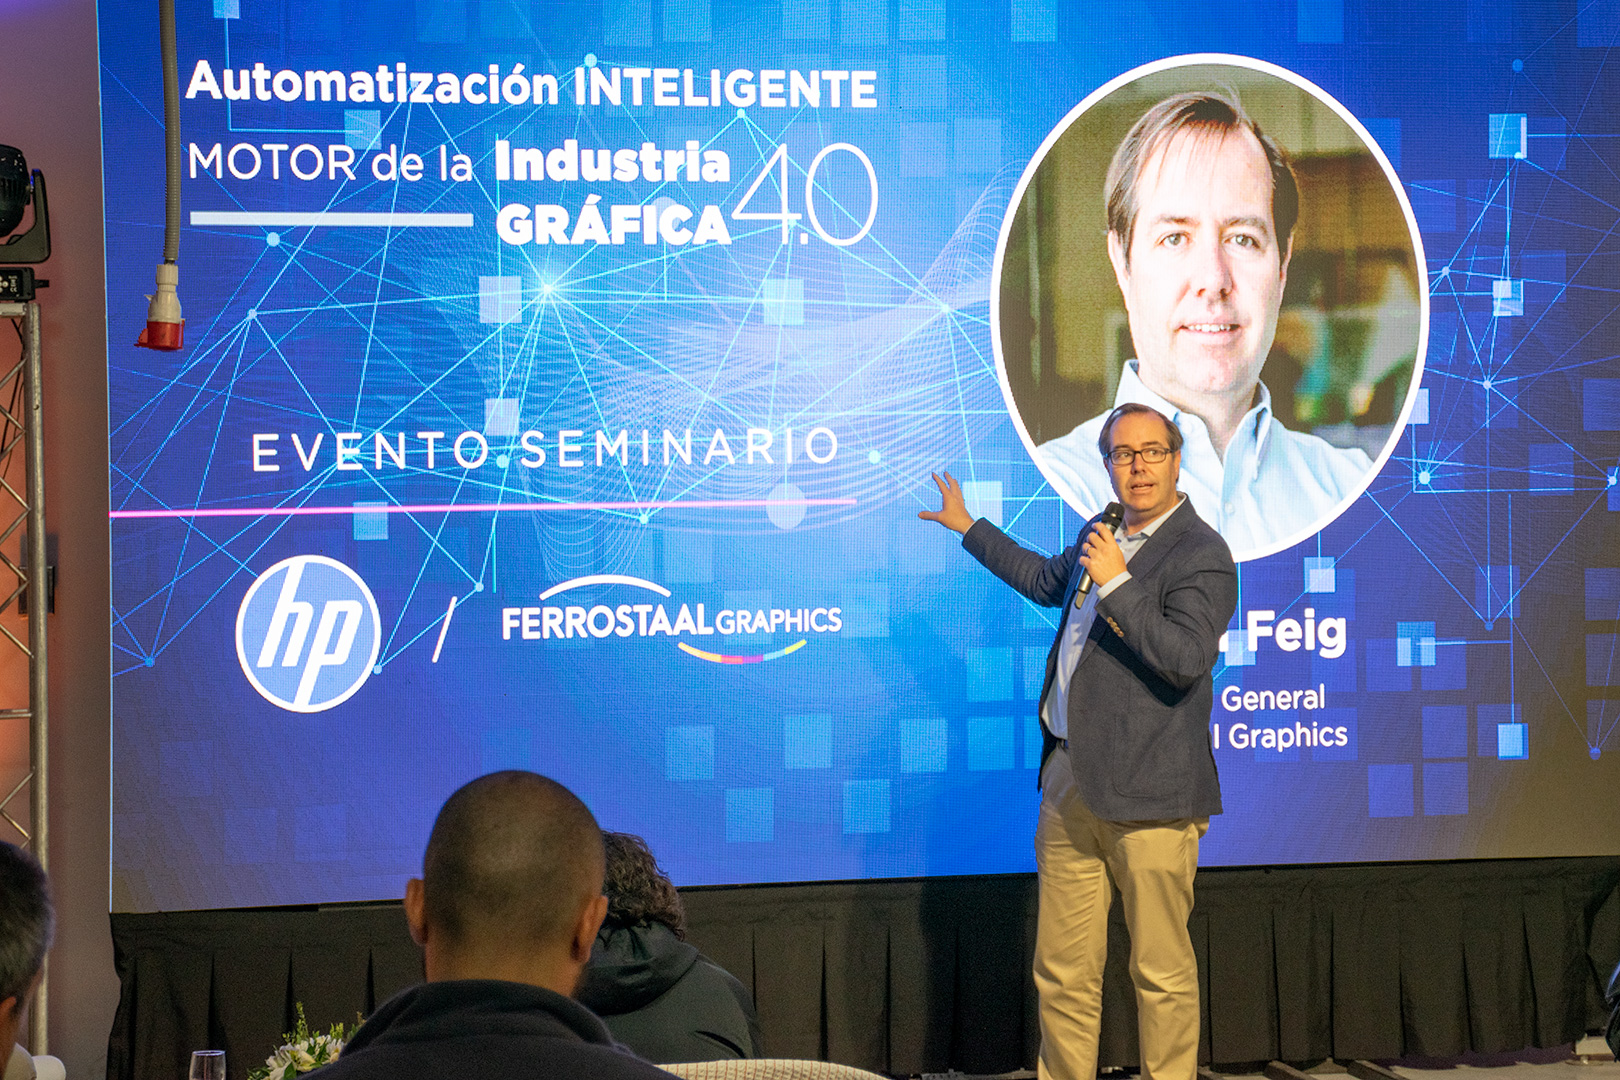 Automatización INTELIGENTE
MOTOR de la Industria
GRÁFICA 4.0
EVENTO SEMINARIO
hp / FERROSTAAL GRAPHICS
Feig
General
l Graphics